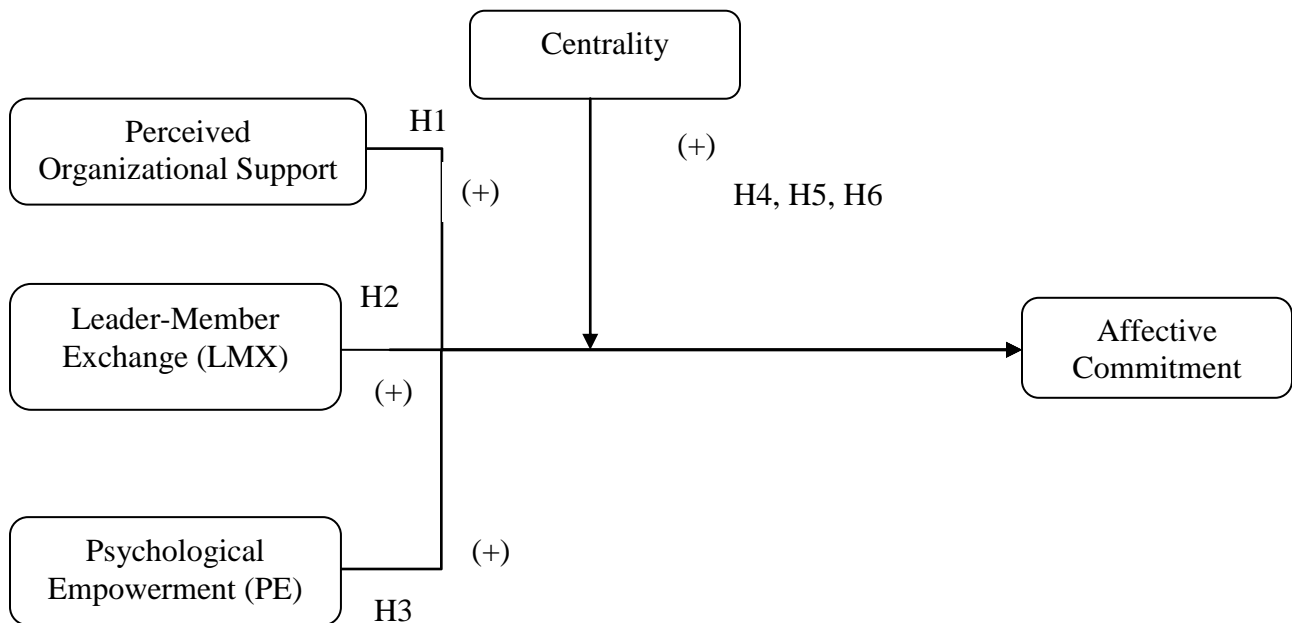 Centrality
H1
Perceived
Organizational Support
(+)
(+)
H4, H5, H6
H2
Leader-Member
Exchange (LMX)
(+)
Affective
Commitment
Psychological
Empowerment (PE)
(+)
H3